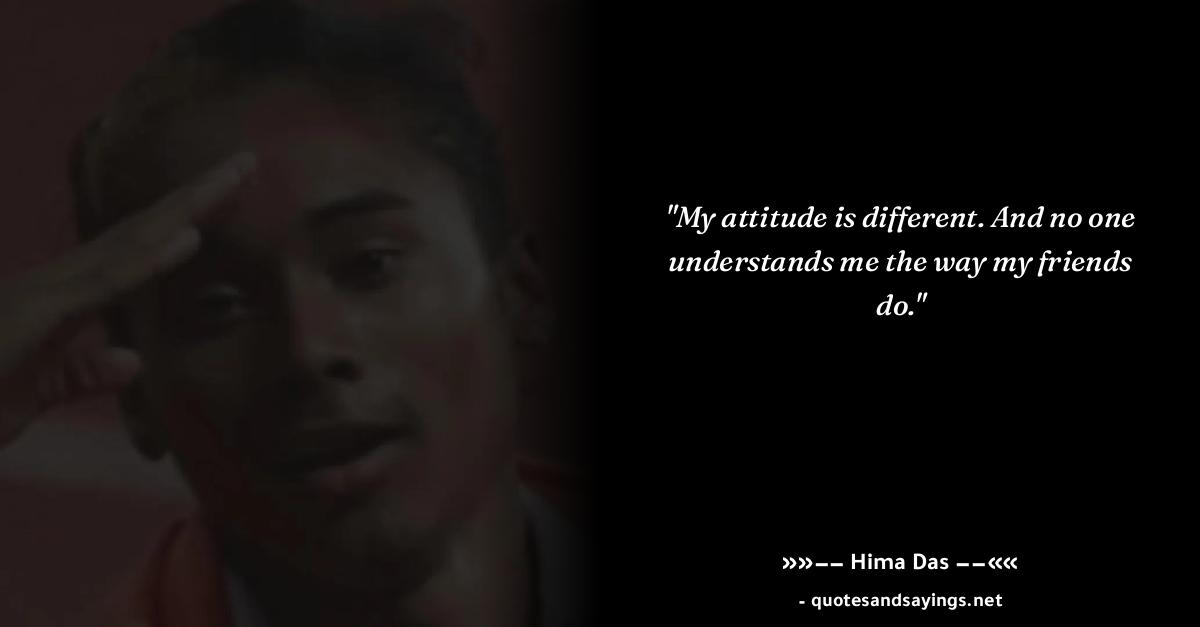 "My attitude is different. And no one
understands me the way my friends
do."
»»−− Hima Das −−««
- quotesandsayings.net